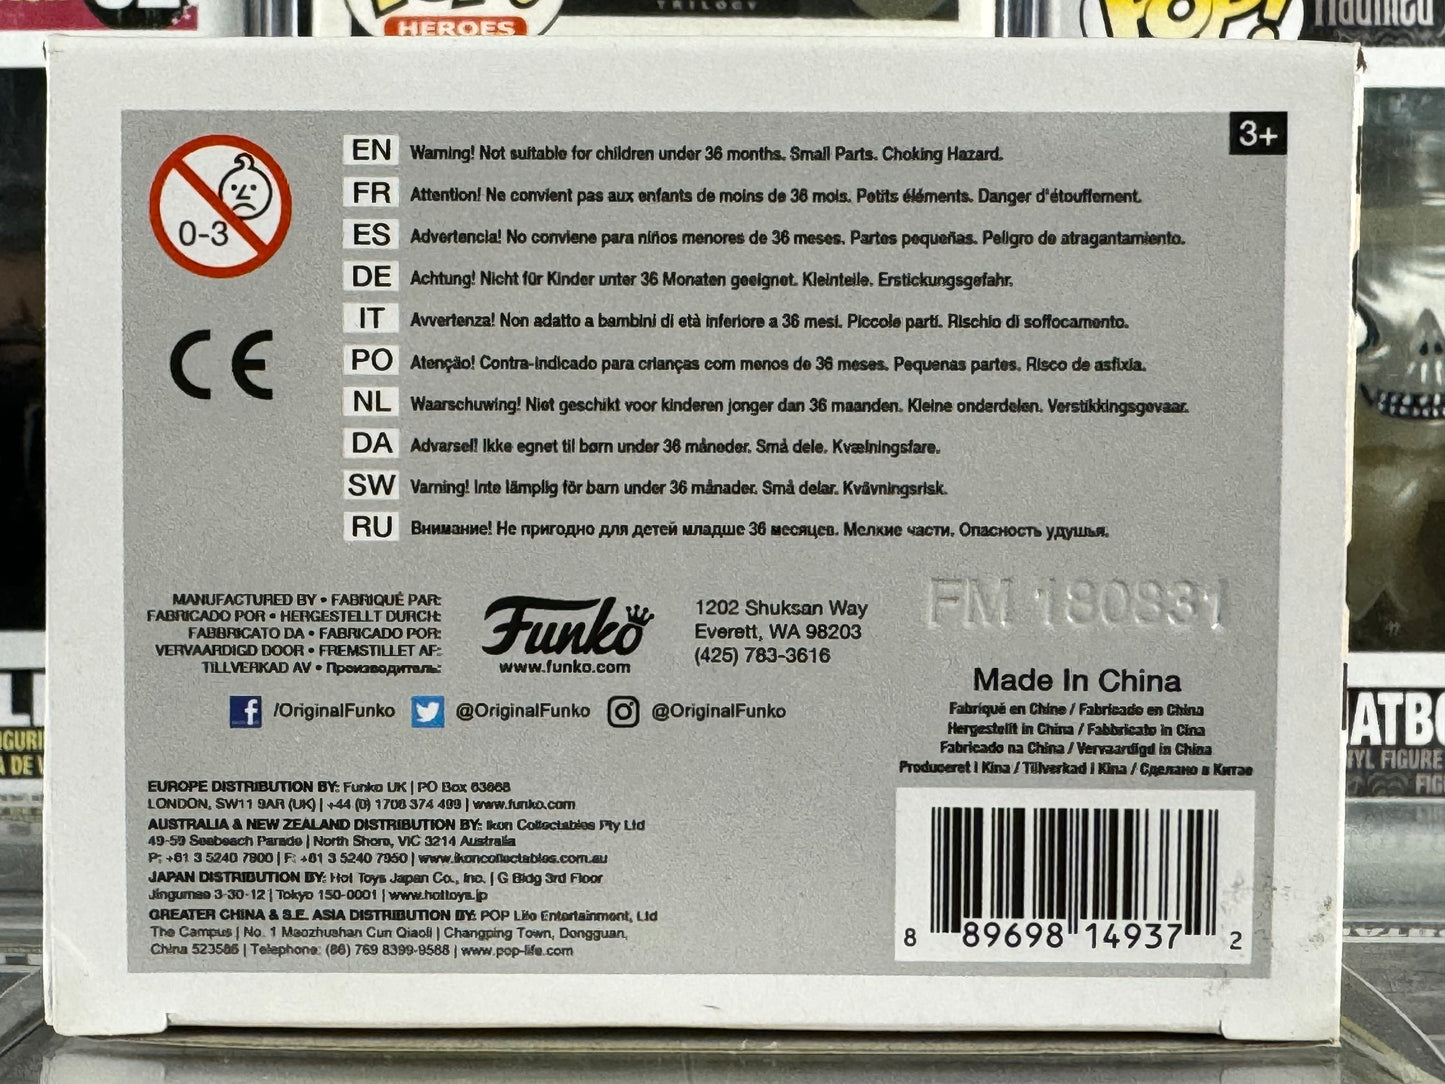 HEROES
TRILOGY
POP!
3+
0-3
EN Warning! Not suitable for children under 36 months. Small Parts. Choking Hazard.
FR Attention! Ne convient pas aux enfants de moins de 36 mois. Petits éléments. Danger d'étouffement.
ES Advertencia! No conviene para niños menores de 36 meses. Partes pequeñas. Peligro de atragantamiento.
DE Achtung! Nicht für Kinder unter 36 Monaten geeignet. Kleinteile. Erstickungsgefahr.
IT Avvertenza! Non adatto a bambini di età inferiore a 36 mesi. Piccole parti. Rischio di soffocamento.
PO Atenção! Contra-indicado para crianças com menos de 36 meses. Pequenas partes. Risco de asfixia.
NL Waarschuwing! Niet geschikt voor kinderen jonger dan 36 maanden. Kleine onderdelen. Verstikkingsgevaar.
DA Advarsel! Ikke egnet til børn under 36 måneder. Små dele. Kvælningsfare.
SW Varning! Inte lämplig för barn under 36 månader. Små delar. Kvävningsrisk.
RU Внимание! Не пригодно для детей младше 36 месяцев. Мелкие части. Опасность удушья.
CE
MANUFACTURED BY • FABRIQUÉ PAR:
FABRICADO POR • HERGESTELLT DURCH:
FABBRICATO DA • FABRICADO POR:
VERVAARDIGD DOOR • FREMSTILLET AF:
TILLVERKAD AV • Производитель:
Funko
www.funko.com
1202 Shuksan Way
Everett, WA 98203
(425) 783-3616
FM 180831
/OriginalFunko @OriginalFunko @OriginalFunko
Made In China
Fabriqué en Chine / Fabricado en China
Hergestellt in China / Fabbricato in Cina
Fabricado na China / Vervaardigd in China
Produceret i Kina / Tillverkad i Kina / Сделано в Китае
EUROPE DISTRIBUTION BY: Funko UK | PO Box 63868
LONDON, SW11 9AR (UK) | +44 (0) 1708 374 499 | www.funko.com
AUSTRALIA & NEW ZEALAND DISTRIBUTION BY: Ikon Collectables Pty Ltd
49-59 Seabeach Parade | North Shore, VIC 3214 Australia
P: +61 3 5240 7900 | F: +61 3 5240 7950 | www.ikoncollectables.com.au
JAPAN DISTRIBUTION BY: Hot Toys Japan Co., Inc. | G Bldg 3rd Floor
Jingumae 3-30-12 | Tokyo 150-0001 | www.hottoys.jp
GREATER CHINA & S.E. ASIA DISTRIBUTION BY: POP Life Entertainment, Ltd
The Campus | No. 1 Maozhushan Cun Qiaoli | Changping Town, Dongguan,
China 523586 | Telephone: (86) 769 8399-9588 | www.pop-life.com
8 89698 14937 2
ATBO
YL FIGURE
FIG